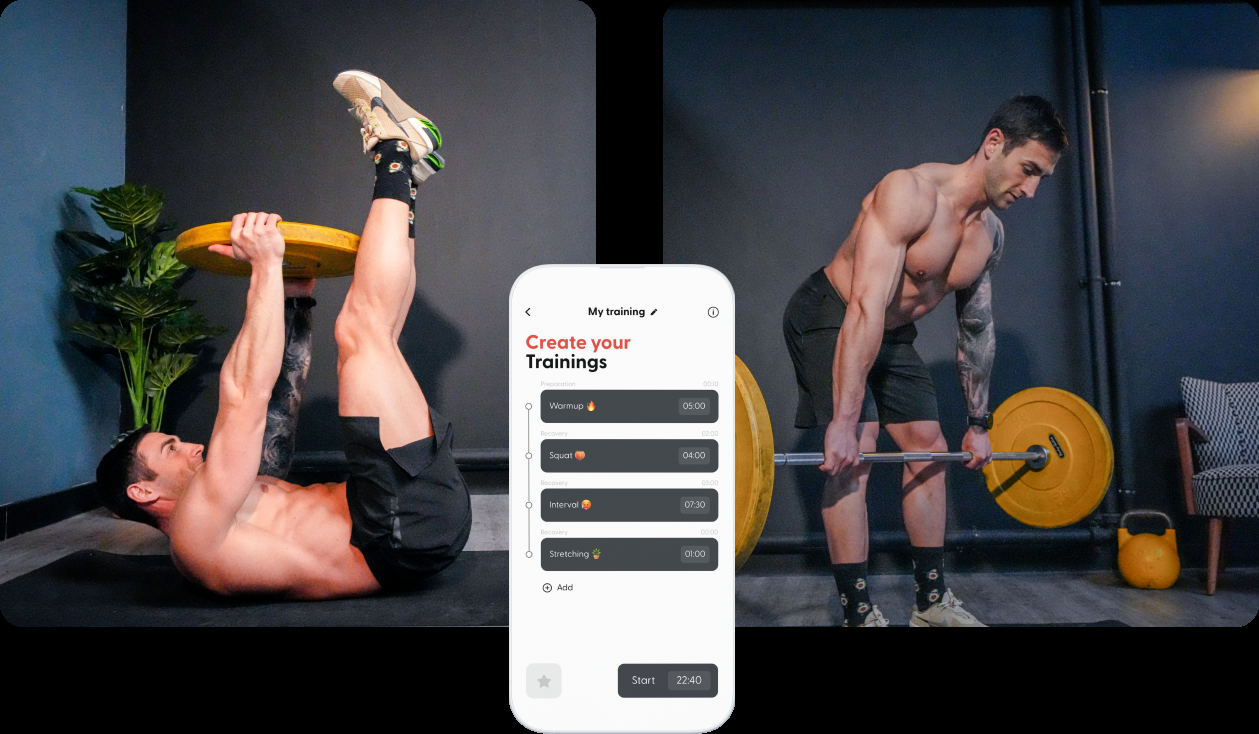 My training
Create your
Trainings
Preparation 00:10
Warmup 🔥 05:00
Recovery 02:00
Squat 🍑 04:00
Recovery 03:00
Interval 🥵 07:30
Recovery 00:00
Stretching 🪴 01:00
Add
Start 22:40